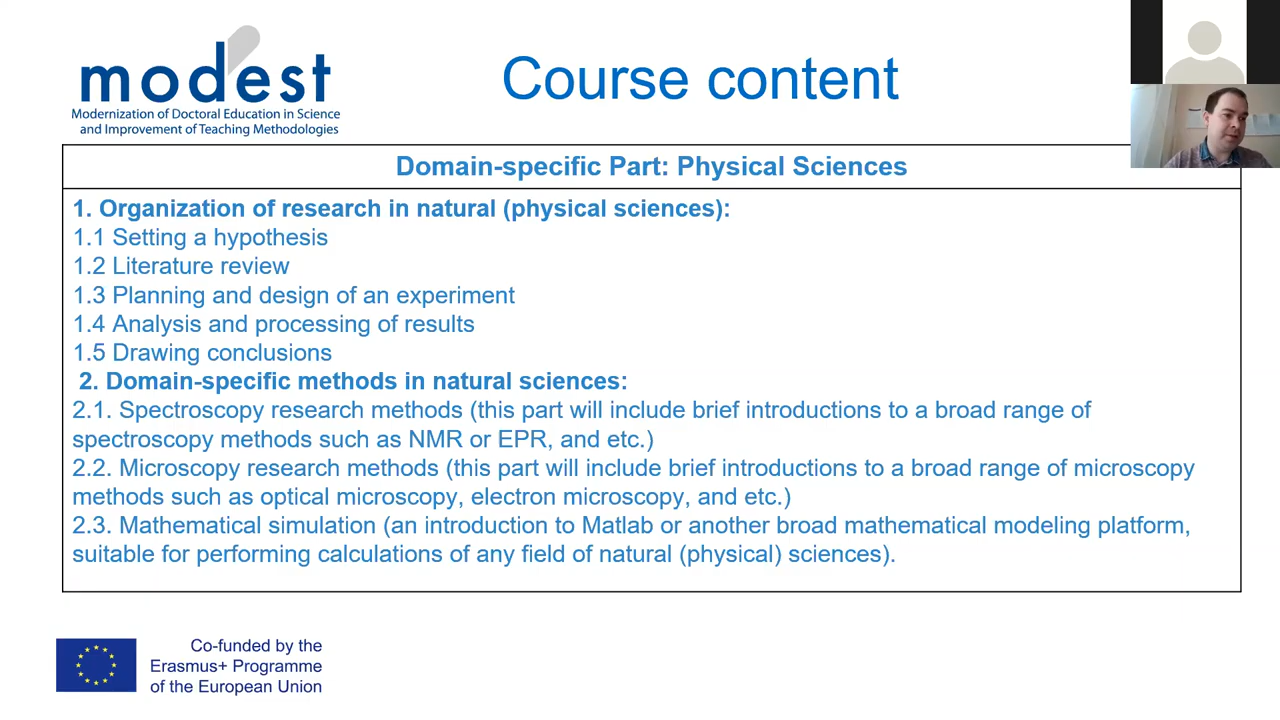 modest
Modernization of Doctoral Education in Science
and Improvement of Teaching Methodologies
Course content
Domain-specific Part: Physical Sciences
1. Organization of research in natural (physical sciences):
1.1 Setting a hypothesis
1.2 Literature review
1.3 Planning and design of an experiment
1.4 Analysis and processing of results
1.5 Drawing conclusions
2. Domain-specific methods in natural sciences:
2.1. Spectroscopy research methods (this part will include brief introductions to a broad range of
spectroscopy methods such as NMR or EPR, and etc.)
2.2. Microscopy research methods (this part will include brief introductions to a broad range of microscopy
methods such as optical microscopy, electron microscopy, and etc.)
2.3. Mathematical simulation (an introduction to Matlab or another broad mathematical modeling platform,
suitable for performing calculations of any field of natural (physical) sciences).
Co-funded by the
Erasmus+ Programme
of the European Union